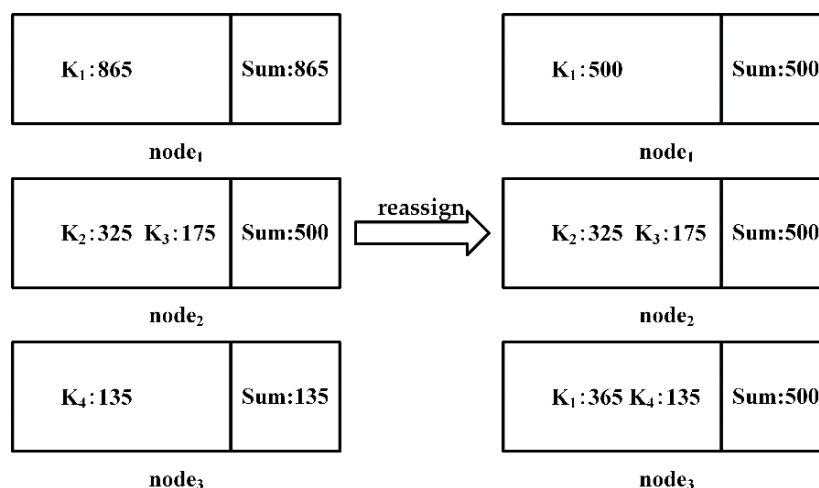 K₁:865 Sum:865 K₁:500 Sum:500
node₁ node₁
reassign
K₂:325 K₃:175 Sum:500 K₂:325 K₃:175 Sum:500
node₂ node₂
K₄:135 Sum:135 K₁:365 K₄:135 Sum:500
node₃ node₃